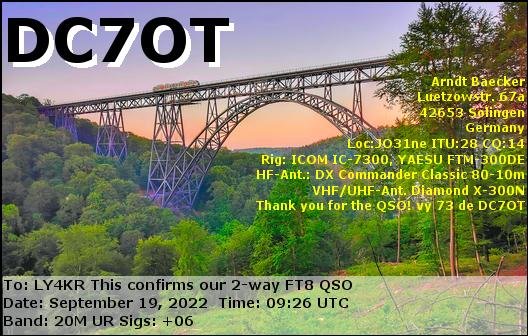 DC7OT
Arndt Baecker
Luetzowstr. 67a
42653 Solingen
Germany
Loc:JO31ne ITU:28 CQ:14
Rig: ICOM IC-7300, YAESU FTM-300DE
HF-Ant.: DX Commander Classic 80-10m
VHF/UHF-Ant. Diamond X-300N
Thank you for the QSO! vy 73 de DC7OT
To: LY4KR This confirms our 2-way FT8 QSO
Date: September 19, 2022 Time: 09:26 UTC
Band: 20M UR Sigs: +06